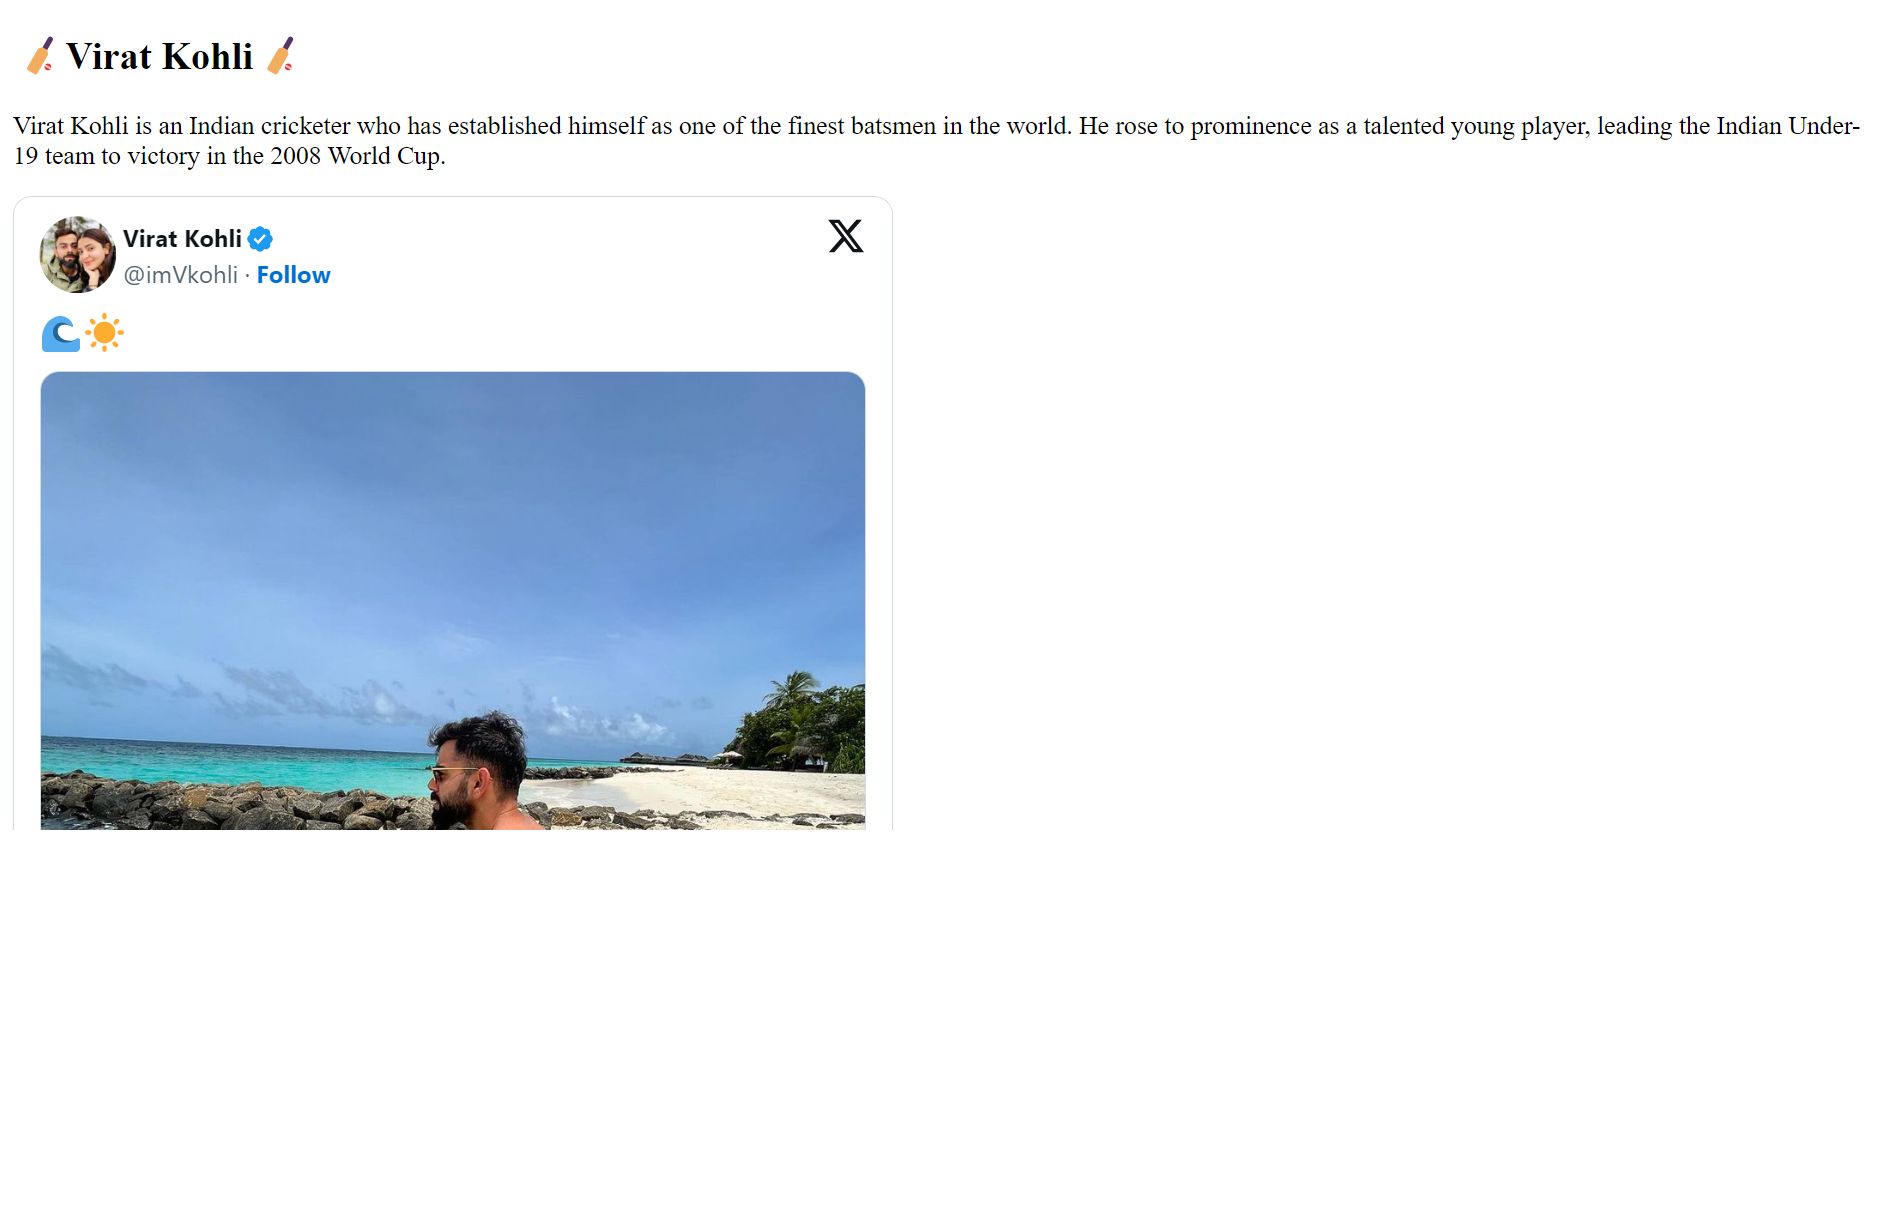 🏏 Virat Kohli 🏏
Virat Kohli is an Indian cricketer who has established himself as one of the finest batsmen in the world. He rose to prominence as a talented young player, leading the Indian Under-
19 team to victory in the 2008 World Cup.
Virat Kohli
@imVkohli · Follow
🌊☀️